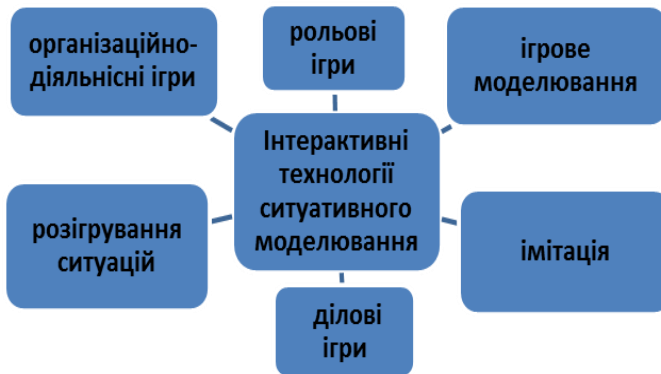 організаційно-
діяльнісні ігри
рольові
ігри
ігрове
моделювання
Інтерактивні
технології
ситуативного
моделювання
розігрування
ситуацій
імітація
ділові
ігри